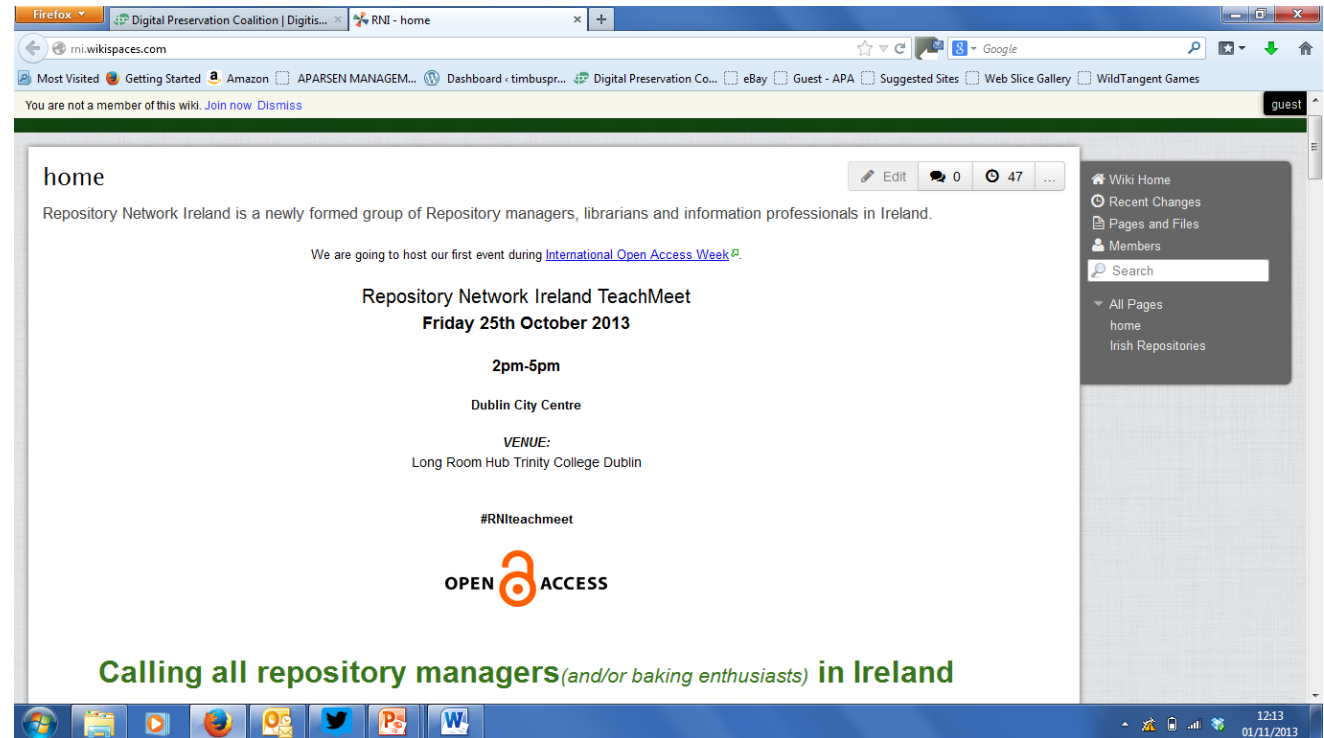 Firefox
Digital Preservation Coalition | Digitis...
RNI - home
rni.wikispaces.com
Google
Most Visited Getting Started Amazon APARSEN MANAGEM... Dashboard ‹ timbuspr... Digital Preservation Co... eBay Guest - APA Suggested Sites Web Slice Gallery WildTangent Games
You are not a member of this wiki. Join now Dismiss
guest
home
Edit 0 47 ...
Repository Network Ireland is a newly formed group of Repository managers, librarians and information professionals in Ireland.
We are going to host our first event during International Open Access Week.
Repository Network Ireland TeachMeet
Friday 25th October 2013
2pm-5pm
Dublin City Centre
VENUE:
Long Room Hub Trinity College Dublin
#RNIteachmeet
OPEN ACCESS
Calling all repository managers(and/or baking enthusiasts) in Ireland
Wiki Home
Recent Changes
Pages and Files
Members
Search
All Pages
home
Irish Repositories
12:13
01/11/2013